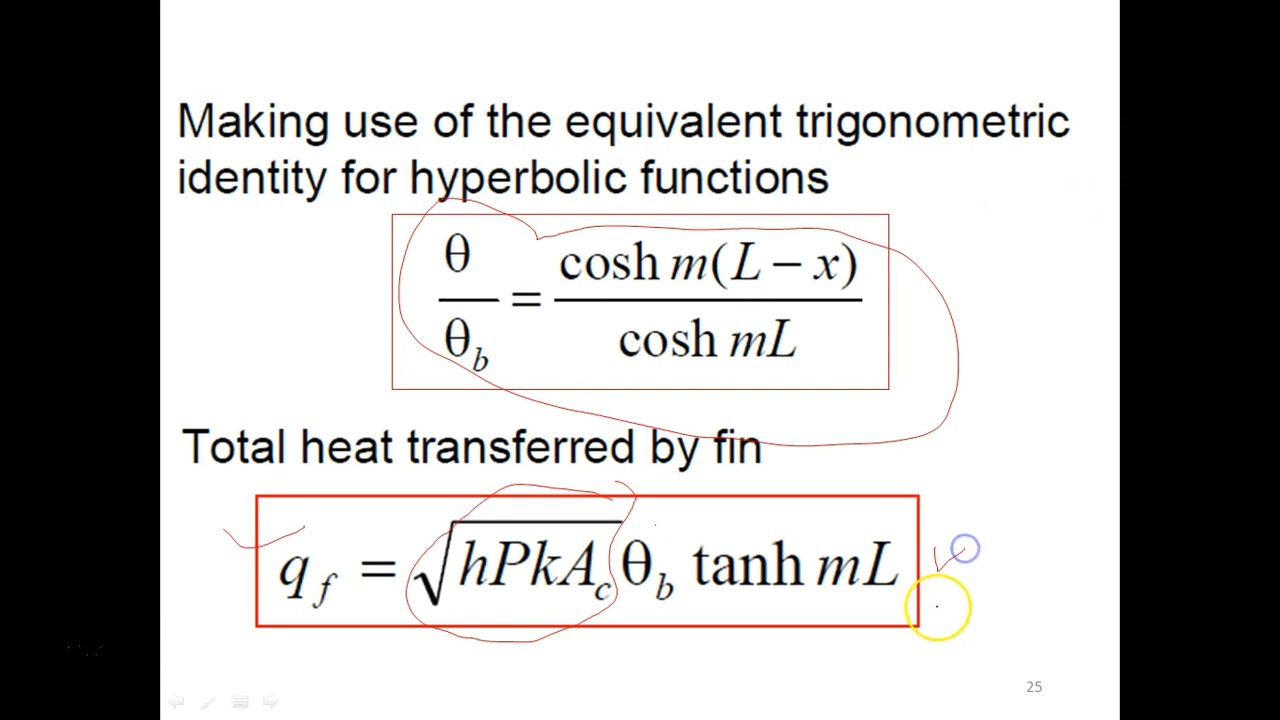 Making use of the equivalent trigonometric
identity for hyperbolic functions
θ/θ_b = cosh m(L − x)/cosh mL
Total heat transferred by fin
q_f = √(hPkA_c) θ_b tanh mL
25